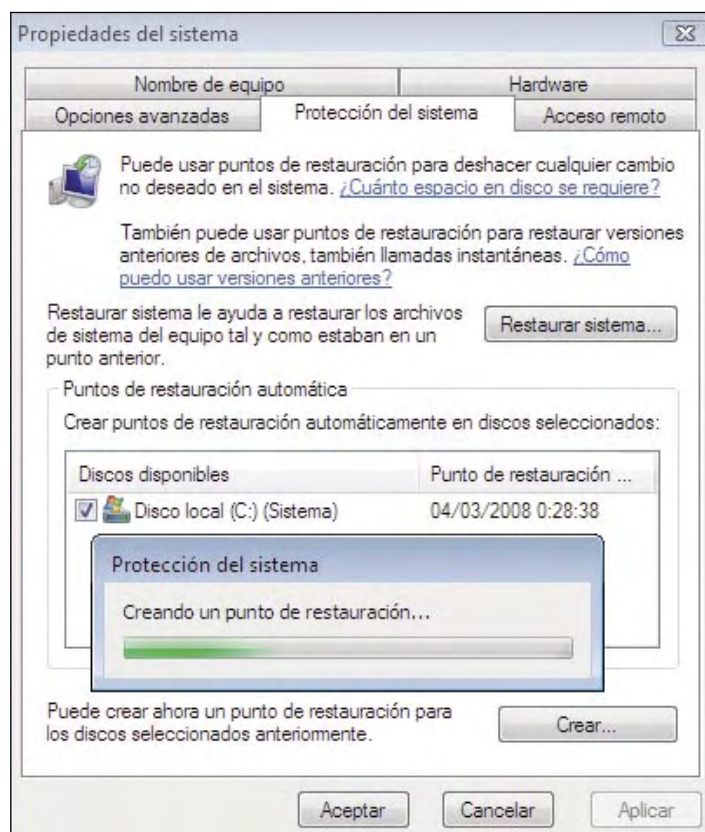 Propiedades del sistema
Nombre de equipo
Hardware
Opciones avanzadas
Protección del sistema
Acceso remoto
Puede usar puntos de restauración para deshacer cualquier cambio
no deseado en el sistema. ¿Cuánto espacio en disco se requiere?
También puede usar puntos de restauración para restaurar versiones
anteriores de archivos, también llamadas instantáneas. ¿Cómo
puedo usar versiones anteriores?
Restaurar sistema le ayuda a restaurar los archivos
de sistema del equipo tal y como estaban en un
punto anterior.
Restaurar sistema...
Puntos de restauración automática
Crear puntos de restauración automáticamente en discos seleccionados:
Discos disponibles
Punto de restauración ...
Disco local (C:) (Sistema)
04/03/2008 0:28:38
Protección del sistema
Creando un punto de restauración...
Puede crear ahora un punto de restauración para
los discos seleccionados anteriormente.
Crear...
Aceptar
Cancelar
Aplicar